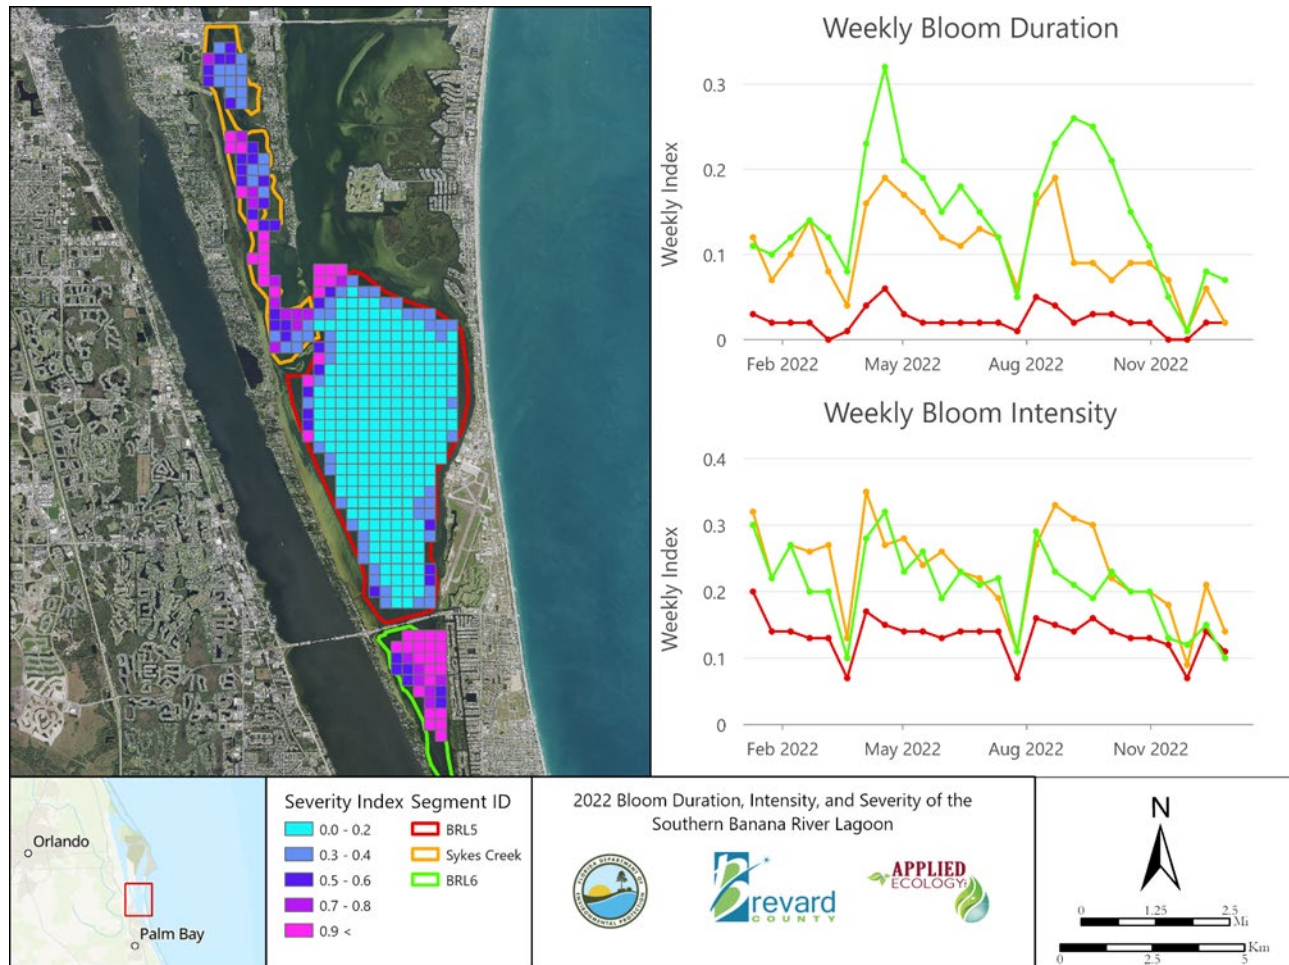 Weekly Bloom Duration
Weekly Index
0.3
0.2
0.1
0
Feb 2022
May 2022
Aug 2022
Nov 2022
Weekly Bloom Intensity
Weekly Index
0.4
0.3
0.2
0.1
0
Feb 2022
May 2022
Aug 2022
Nov 2022
Orlando
Palm Bay
Severity Index
0.0 - 0.2
0.3 - 0.4
0.5 - 0.6
0.7 - 0.8
0.9 <
Segment ID
BRL5
Sykes Creek
BRL6
2022 Bloom Duration, Intensity, and Severity of the
Southern Banana River Lagoon
FLORIDA DEPARTMENT OF
ENVIRONMENTAL PROTECTION
Brevard
COUNTY
APPLIED
ECOLOGY
N
0 1.25 2.5
Mi
Km
0 2.5 5